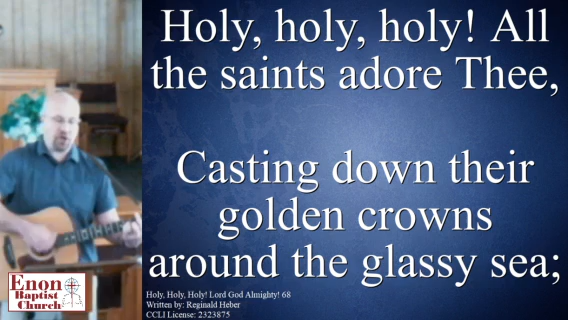 Holy, holy, holy! All
the saints adore Thee,
Casting down their
golden crowns
around the glassy sea;
Holy, Holy, Holy! Lord God Almighty! 68
Written by: Reginald Heber
CCLI License: 2323875
Enon
Baptist
Church